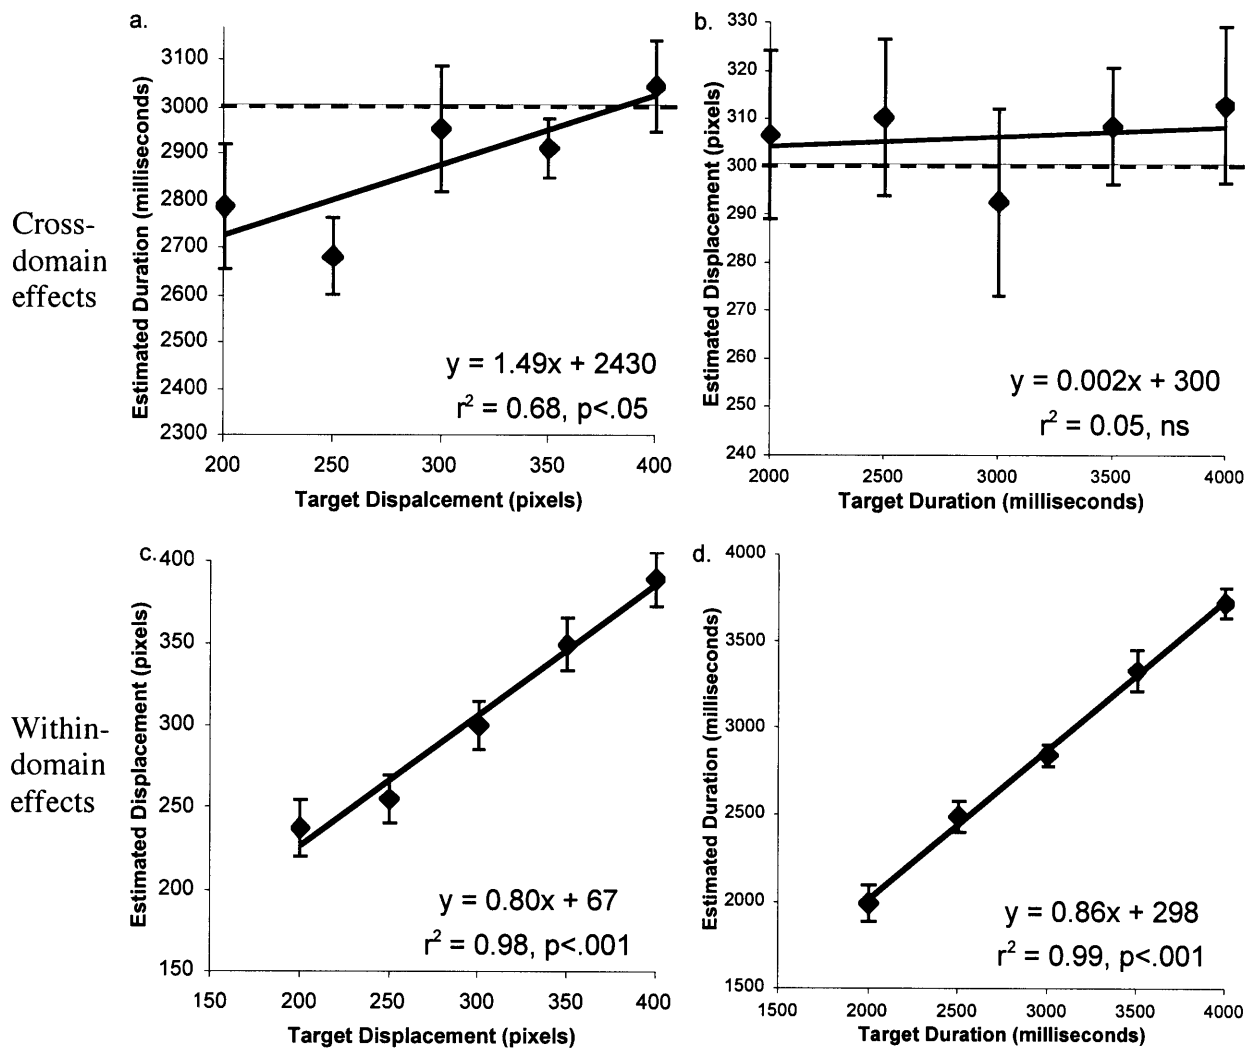 Cross-
domain
effects
a.
3100
3000
2900
2800
2700
2600
2500
2400
2300
Estimated Duration (milliseconds)
y = 1.49x + 2430
r² = 0.68, p<.05
200 250 300 350 400
Target Dispalcement (pixels)
b.
330
320
310
300
290
280
270
260
250
240
Estimated Displacement (pixels)
y = 0.002x + 300
r² = 0.05, ns
2000 2500 3000 3500 4000
Target Duration (milliseconds)
Within-
domain
effects
c.
400
350
300
250
200
150
Estimated Displacement (pixels)
y = 0.80x + 67
r² = 0.98, p<.001
150 200 250 300 350 400
Target Displacement (pixels)
d.
4000
3500
3000
2500
2000
1500
Estimated Duration (milliseconds)
y = 0.86x + 298
r² = 0.99, p<.001
1500 2000 2500 3000 3500 4000
Target Duration (milliseconds)